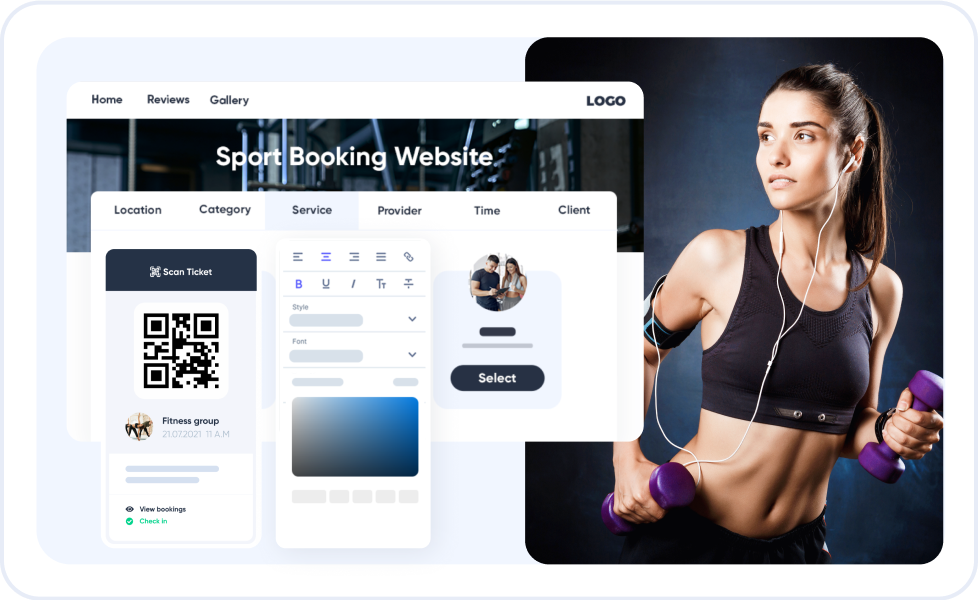 Home Reviews Gallery LOGO
Sport Booking Website
Location Category Service Provider Time Client
Scan Ticket
Fitness group
21.07.2021 11 A.M
View bookings
Check in
B U I Tt T
Style
Font
Select